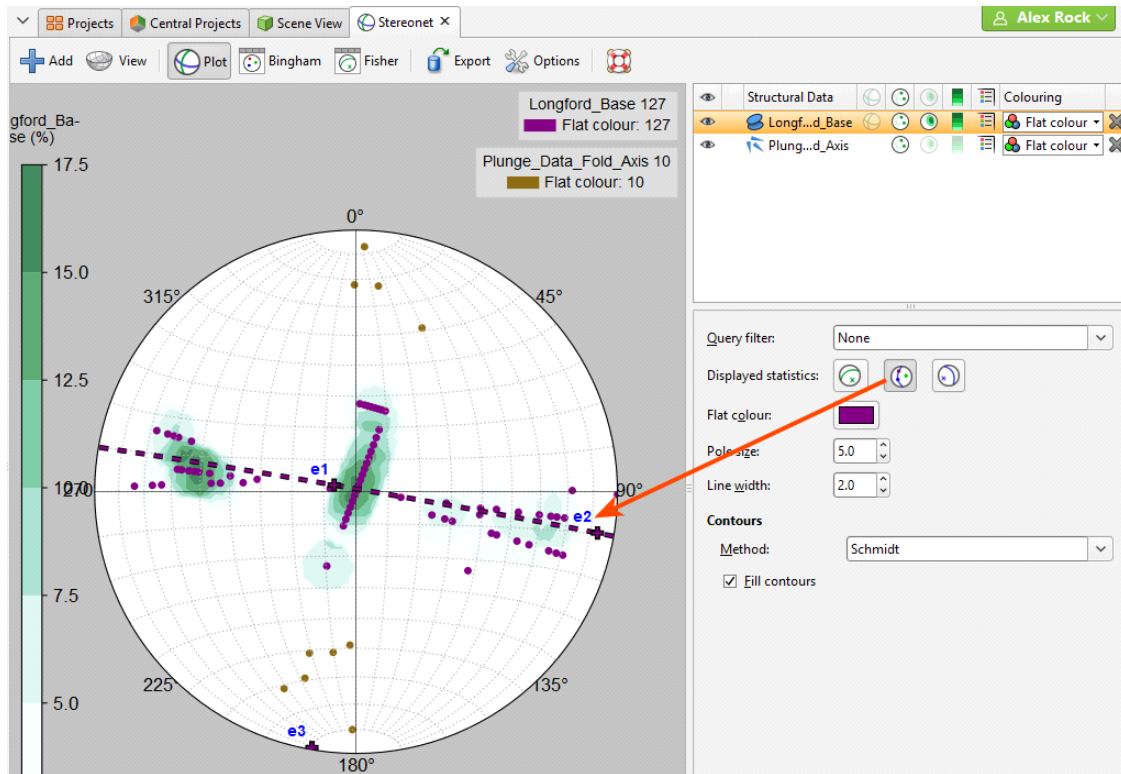 Projects Central Projects Scene View Stereonet Alex Rock
Add View Plot Bingham Fisher Export Options
gford_Ba-
se (%)
17.5
15.0
12.5
10.0
7.5
5.0
Longford_Base 127
Flat colour: 127
Plunge_Data_Fold_Axis 10
Flat colour: 10
0°
315° 45°
e1
270° 90°
e2
225° 135°
e3
180°
Structural Data Colouring
Longf...d_Base Flat colour
Plung...d_Axis Flat colour
Query filter: None
Displayed statistics:
Flat colour:
Pole size: 5.0
Line width: 2.0
Contours
Method: Schmidt
Fill contours